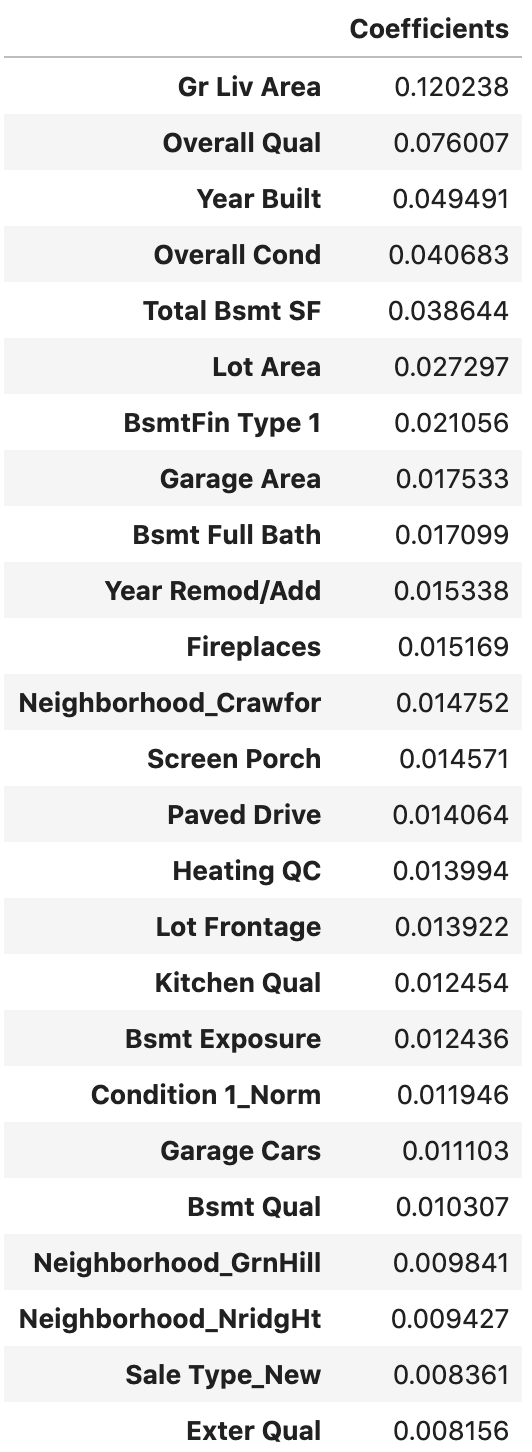 Coefficients
Gr Liv Area 0.120238
Overall Qual 0.076007
Year Built 0.049491
Overall Cond 0.040683
Total Bsmt SF 0.038644
Lot Area 0.027297
BsmtFin Type 1 0.021056
Garage Area 0.017533
Bsmt Full Bath 0.017099
Year Remod/Add 0.015338
Fireplaces 0.015169
Neighborhood_Crawfor 0.014752
Screen Porch 0.014571
Paved Drive 0.014064
Heating QC 0.013994
Lot Frontage 0.013922
Kitchen Qual 0.012454
Bsmt Exposure 0.012436
Condition 1_Norm 0.011946
Garage Cars 0.011103
Bsmt Qual 0.010307
Neighborhood_GrnHill 0.009841
Neighborhood_NridgHt 0.009427
Sale Type_New 0.008361
Exter Qual 0.008156